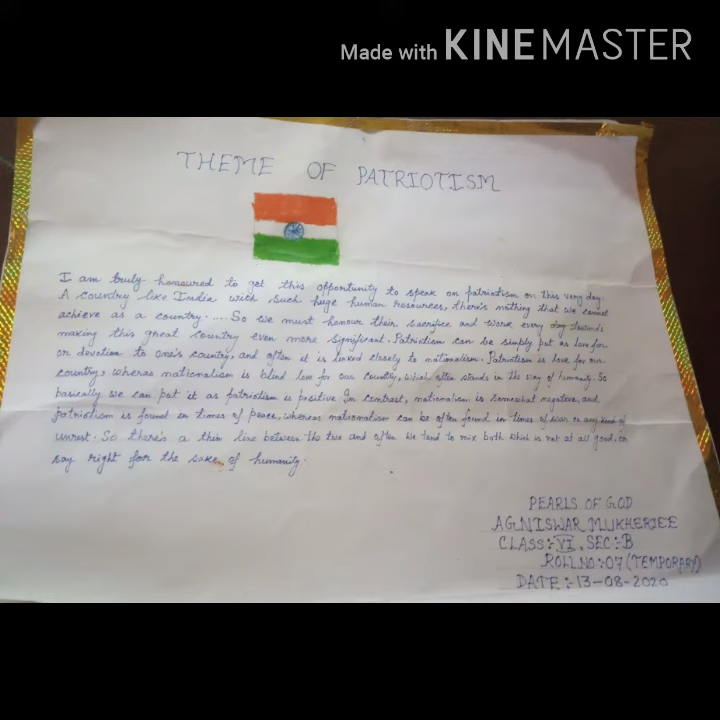 Made with KINEMASTER
THEME OF PATRIOTISM
I am truly honoured to get this opportunity to speak on patriotism on this very day.
A country like India with such huge human resources, there's nothing that we cannot
achieve as a country. .... So we must honour their sacrifice and work every day towards
making this great country even more significant. Patriotism can be simply put as love for
or devotion to one's country, and often it is linked closely to nationalism. Patriotism is love for our
country, wheras nationalism is blind love for our country, which often stands in the way of humanity. So
basically we can put it as patriotism is positive. In contrast, nationalism is somewhat negative, and
patriotism is found in times of peace, whereas nationalism can be often found in times of war or any kind of
unrest. So there's a thin line between the two and often we tend to mix both which is not at all good, or
say right for the sake of humanity.
PEARLS OF GOD
AGNISWAR MUKHERJEE
CLASS:-VI, SEC:-B
ROLL NO:-07 (TEMPORARY)
DATE:-13-08-2020